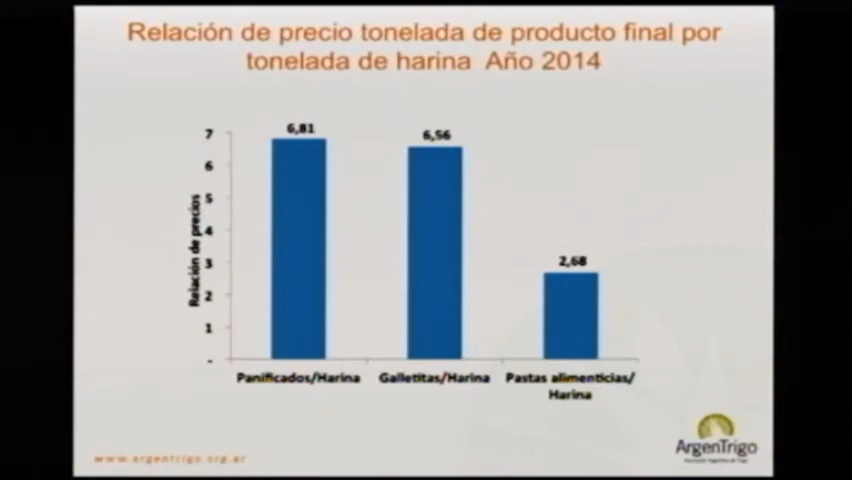 Relación de precio tonelada de producto final por
tonelada de harina Año 2014
Relación de precios
7
6
5
4
3
2
1
-
6,81
6,56
2,68
Panificados/Harina
Galletitas/Harina
Pastas alimenticias/
Harina
www.argentrigo.org.ar
ArgenTrigo